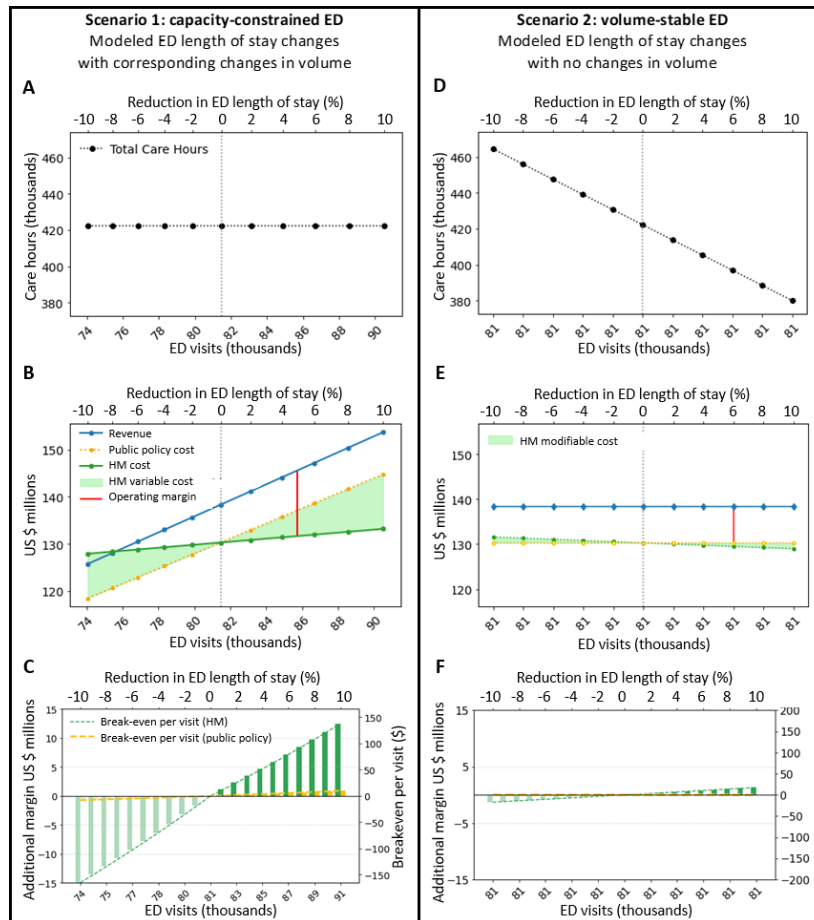 Scenario 1: capacity-constrained ED
Modeled ED length of stay changes
with corresponding changes in volume
A
Reduction in ED length of stay (%)
-10 -8 -6 -4 -2 0 2 4 6 8 10
Total Care Hours
Care hours (thousands)
460
440
420
400
380
74 76 78 80 82 84 86 88 90
ED visits (thousands)
B
Reduction in ED length of stay (%)
-10 -8 -6 -4 -2 0 2 4 6 8 10
Revenue
Public policy cost
HM cost
HM variable cost
Operating margin
US $ millions
150
140
130
120
74 76 78 80 82 84 86 88 90
ED visits (thousands)
C
Reduction in ED length of stay (%)
-10 -8 -6 -4 -2 0 2 4 6 8 10
Break-even per visit (HM)
Break-even per visit (public policy)
Additional margin US $ millions
15
10
5
0
−5
−10
−15
Breakeven per visit ($)
150
100
50
0
−50
−100
−150
74 75 77 78 80 81 83 85 87 89 91
ED visits (thousands)
Scenario 2: volume-stable ED
Modeled ED length of stay changes
with no changes in volume
D
Reduction in ED length of stay (%)
-10 -8 -6 -4 -2 0 2 4 6 8 10
Care hours (thousands)
460
440
420
400
380
81 81 81 81 81 81 81 81 81 81 81
ED visits (thousands)
E
Reduction in ED length of stay (%)
-10 -8 -6 -4 -2 0 2 4 6 8 10
HM modifiable cost
US $ millions
150
140
130
120
81 81 81 81 81 81 81 81 81 81 81
ED visits (thousands)
F
Reduction in ED length of stay (%)
-10 -8 -6 -4 -2 0 2 4 6 8 10
Additional margin US $ millions
15
5
−5
−15
200
150
100
50
0
−50
−100
−150
−200
81 81 81 81 81 81 81 81 81 81 81
ED visits (thousands)